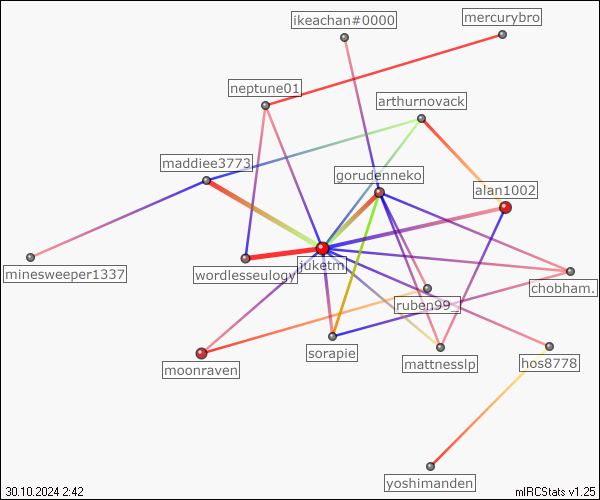 ikeachan#0000
mercurybro
neptune01
arthurnovack
maddiee3773
gorudenneko
alan1002
minesweeper1337
wordlesseulogy
juketm
chobham.
ruben99_
moonraven
sorapie
mattnesslp
hos8778
yoshimanden
30.10.2024 2:42
mIRCStats v1.25